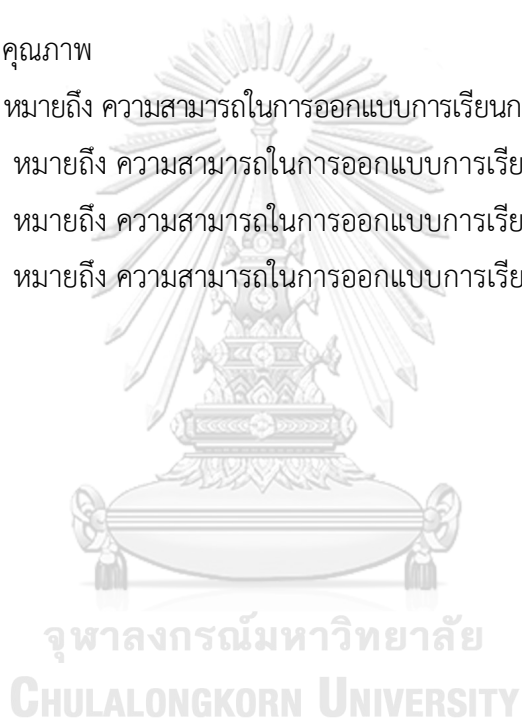 คุณภาพ
หมายถึง ความสามารถในการออกแบบการเรียนก
หมายถึง ความสามารถในการออกแบบการเรีย
หมายถึง ความสามารถในการออกแบบการเรีย
หมายถึง ความสามารถในการออกแบบการเรีย
จุฬาลงกรณ์มหาวิทยาลัย
CHULALONGKORN UNIVERSITY